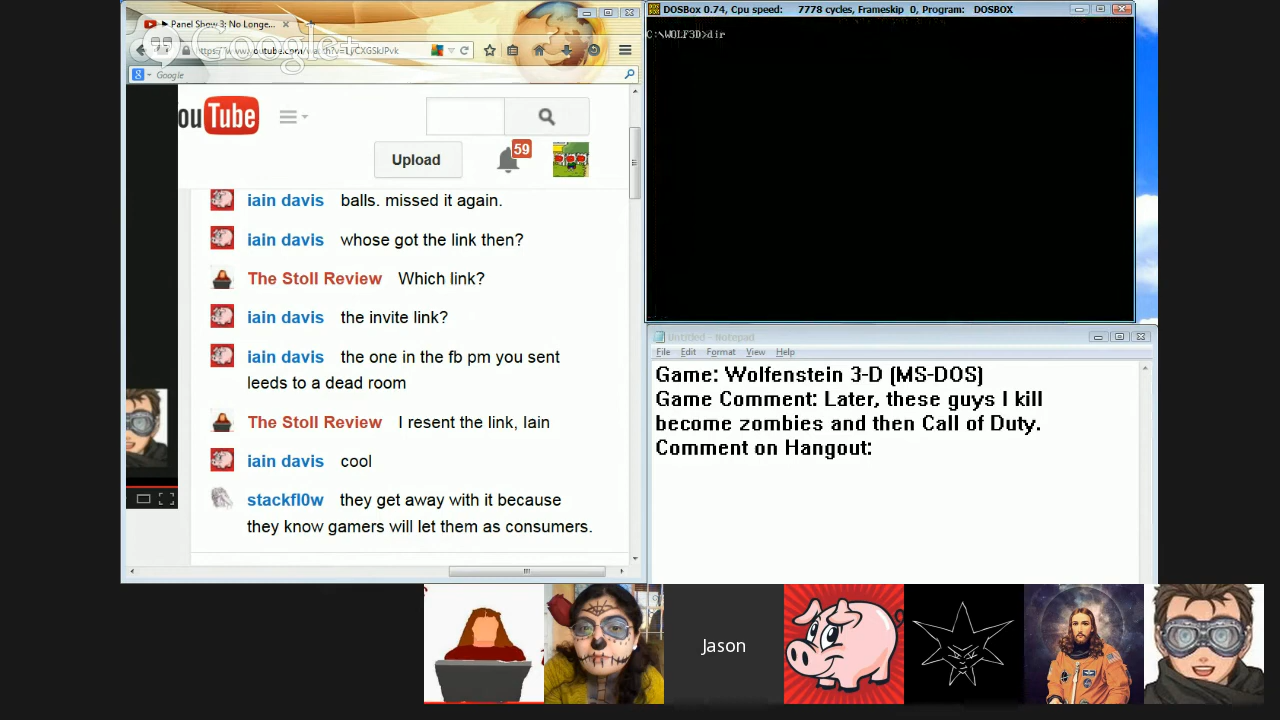 Panel Show 3: No Longe...
DOSBox 0.74, Cpu speed: 7778 cycles, Frameskip 0, Program: DOSBOX
C:\WOLF3D>dir
Google+
Google
ouTube
Upload
59
iain davis balls. missed it again.
iain davis whose got the link then?
The Stoll Review Which link?
iain davis the invite link?
iain davis the one in the fb pm you sent
leeds to a dead room
The Stoll Review I resent the link, Iain
iain davis cool
stackfl0w they get away with it because
they know gamers will let them as consumers.
Untitled - Notepad
File Edit Format View Help
Game: Wolfenstein 3-D (MS-DOS)
Game Comment: Later, these guys I kill
become zombies and then Call of Duty.
Comment on Hangout:
Jason